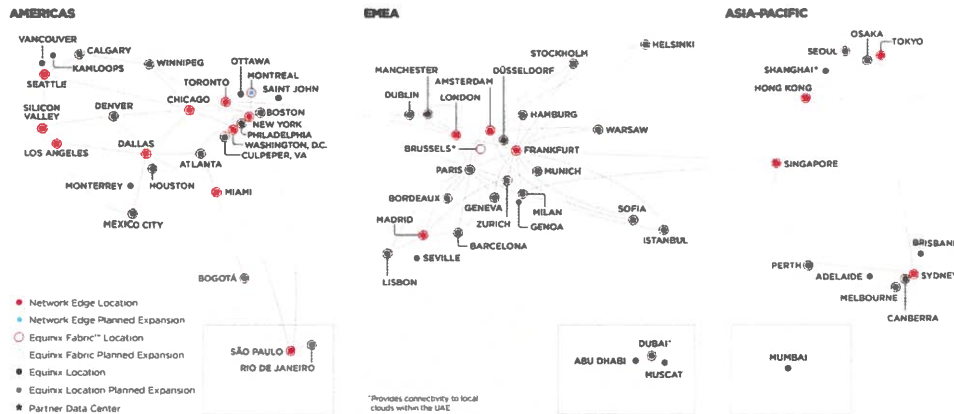 AMERICAS
VANCOUVER
CALGARY
KAMLOOPS
WINNIPEG
OTTAWA
MONTREAL
SEATTLE
TORONTO
SAINT JOHN
SILICON
VALLEY
DENVER
CHICAGO
BOSTON
NEW YORK
PHILADELPHIA
WASHINGTON, D.C.
CULPEPER, VA
LOS ANGELES
DALLAS
ATLANTA
MONTERREY
HOUSTON
MIAMI
MEXICO CITY
BOGOTÁ
SÃO PAULO
RIO DE JANEIRO
Network Edge Location
Network Edge Planned Expansion
Equinix Fabric™ Location
Equinix Fabric Planned Expansion
Equinix Location
Equinix Location Planned Expansion
Partner Data Center
EMEA
HELSINKI
STOCKHOLM
MANCHESTER
DÜSSELDORF
AMSTERDAM
DUBLIN
LONDON
HAMBURG
WARSAW
BRUSSELS*
FRANKFURT
PARIS
MUNICH
BORDEAUX
GENEVA
MILAN
SOFIA
MADRID
ZURICH
GENOA
ISTANBUL
BARCELONA
SEVILLE
LISBON
DUBAI*
ABU DHABI
MUSCAT
*Provides connectivity to local
clouds within the UAE
ASIA-PACIFIC
OSAKA
TOKYO
SEOUL
SHANGHAI*
HONG KONG
SINGAPORE
BRISBANE
PERTH
ADELAIDE
SYDNEY
MELBOURNE
CANBERRA
MUMBAI